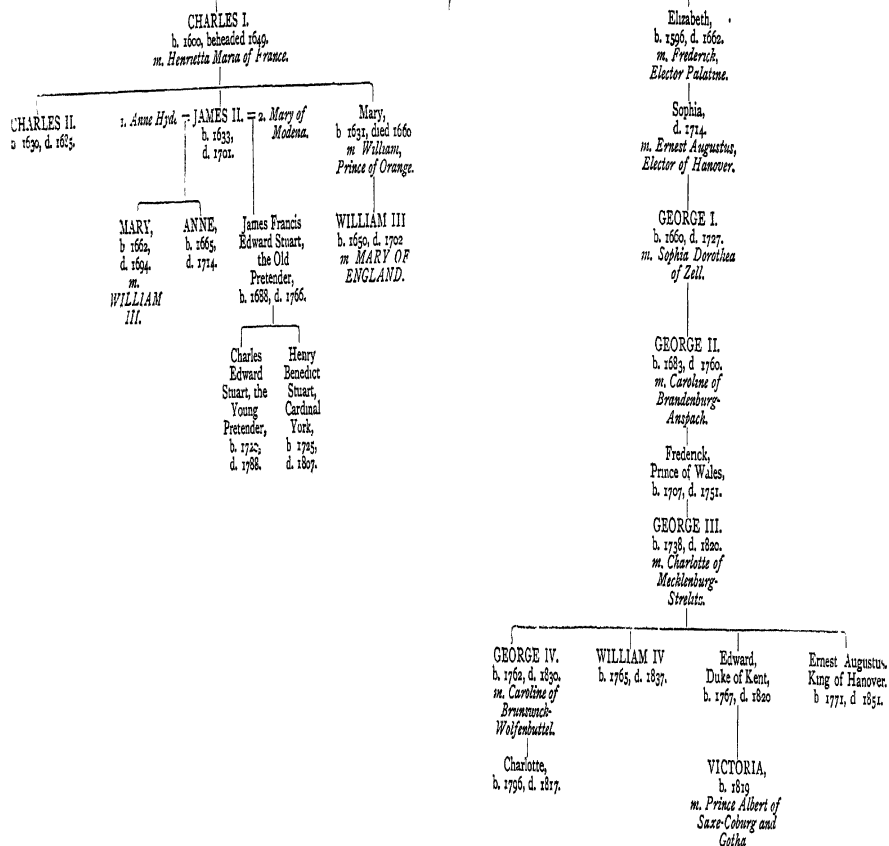 CHARLES I.
b. 1600, beheaded 1649.
m. Henrietta Maria of France.
CHARLES II.
1630, d. 1685.
1. Anne Hyd. = JAMES II. = 2. Mary of
Modena.
b. 1633,
d. 1701.
Mary,
b 1631, died 1660
m William,
Prince of Orange.
MARY,
b 1662,
d. 1694.
m.
WILLIAM
III.
ANNE,
b. 1665,
d. 1714.
James Francis
Edward Stuart,
the Old
Pretender,
b. 1688, d. 1766.
WILLIAM III
b. 1650, d. 1702
m MARY OF
ENGLAND.
Charles
Edward
Stuart, the
Young
Pretender,
b. 1720,
d. 1788.
Henry
Benedict
Stuart,
Cardinal
York,
b 1725,
d. 1807.
Elizabeth,
b. 1596, d. 1662.
m. Frederick,
Elector Palatine.
Sophia,
d. 1714.
m. Ernest Augustus,
Elector of Hanover.
GEORGE I.
b. 1660, d. 1727.
m. Sophia Dorothea
of Zell.
GEORGE II.
b. 1683, d 1760.
m. Caroline of
Brandenburg-
Anspach.
Frederick,
Prince of Wales,
b. 1707, d. 1751.
GEORGE III.
b. 1738, d. 1820.
m. Charlotte of
Mecklenburg-
Strelitz.
GEORGE IV.
b. 1762, d. 1830.
m. Caroline of
Brunswick-
Wolfenbuttel.
WILLIAM IV
b. 1765, d. 1837.
Edward,
Duke of Kent,
b. 1767, d. 1820
Ernest Augustus,
King of Hanover.
b 1771, d 1851.
Charlotte,
b. 1796, d. 1817.
VICTORIA,
b. 1819
m. Prince Albert of
Saxe-Coburg and
Gotha